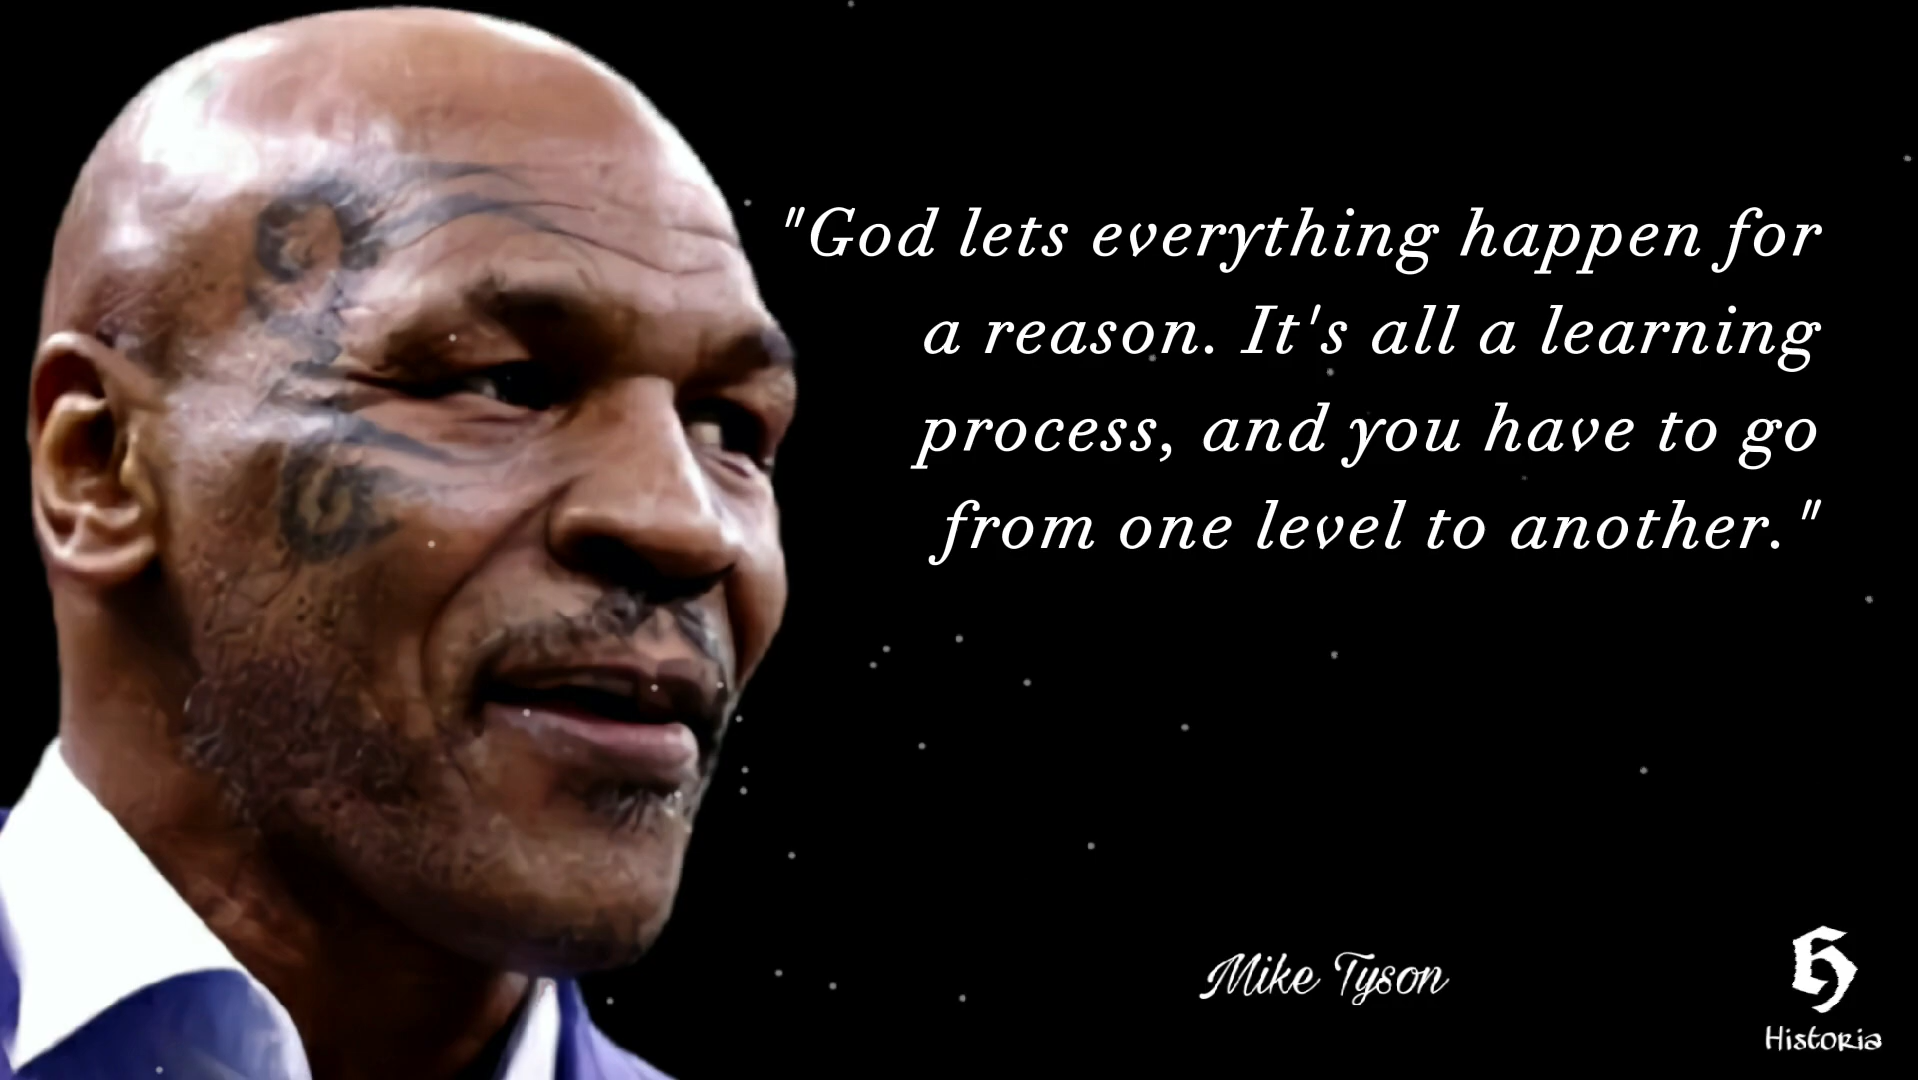 "God lets everything happen for
a reason. It's all a learning
process, and you have to go
from one level to another."
Mike Tyson
Historia